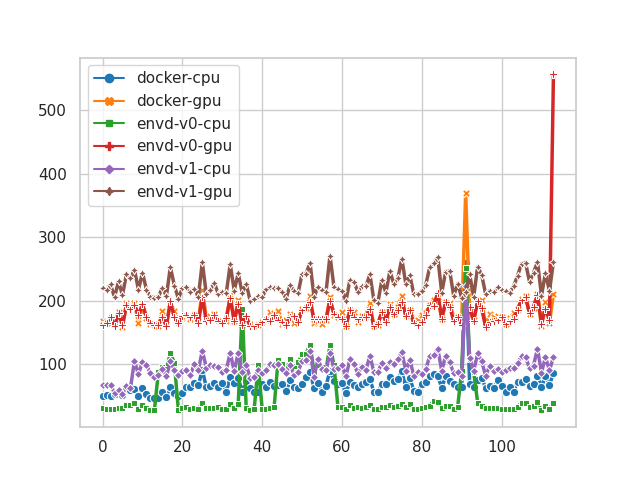 docker-cpu
docker-gpu
envd-v0-cpu
envd-v0-gpu
envd-v1-cpu
envd-v1-gpu
500
400
300
200
100
0 20 40 60 80 100